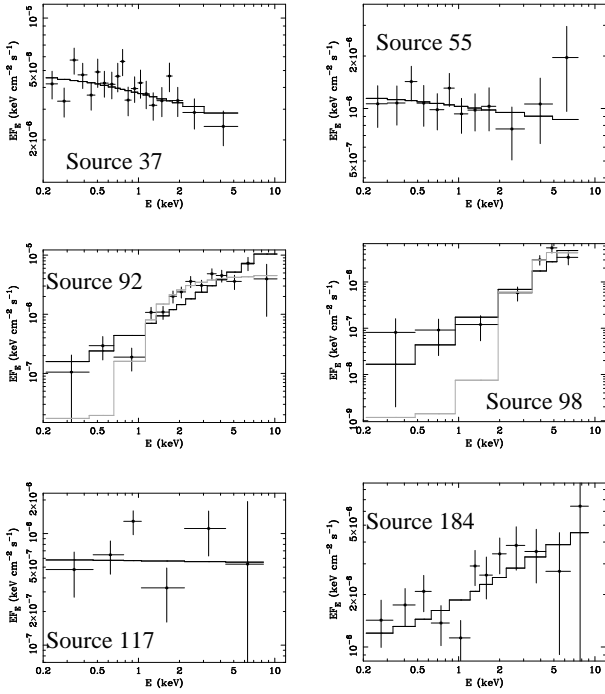 10⁻⁵
5×10⁻⁶
2×10⁻⁶
EF_E (keV cm⁻² s⁻¹)
Source 37
0.2 0.5 1 2 5 10
E (keV)
2×10⁻⁶
10⁻⁶
5×10⁻⁷
EF_E (keV cm⁻² s⁻¹)
Source 55
0.2 0.5 1 2 5 10
E (keV)
10⁻⁵
10⁻⁶
10⁻⁷
EF_E (keV cm⁻² s⁻¹)
Source 92
0.2 0.5 1 2 5 10
E (keV)
10⁻⁶
10⁻⁷
10⁻⁸
10⁻⁹
EF_E (keV cm⁻² s⁻¹)
Source 98
0.2 0.5 1 2 5 10
E (keV)
2×10⁻⁶
10⁻⁶
5×10⁻⁷
2×10⁻⁷
10⁻⁷
EF_E (keV cm⁻² s⁻¹)
Source 117
0.2 0.5 1 2 5 10
E (keV)
5×10⁻⁶
2×10⁻⁶
10⁻⁶
EF_E (keV cm⁻² s⁻¹)
Source 184
0.2 0.5 1 2 5 10
E (keV)